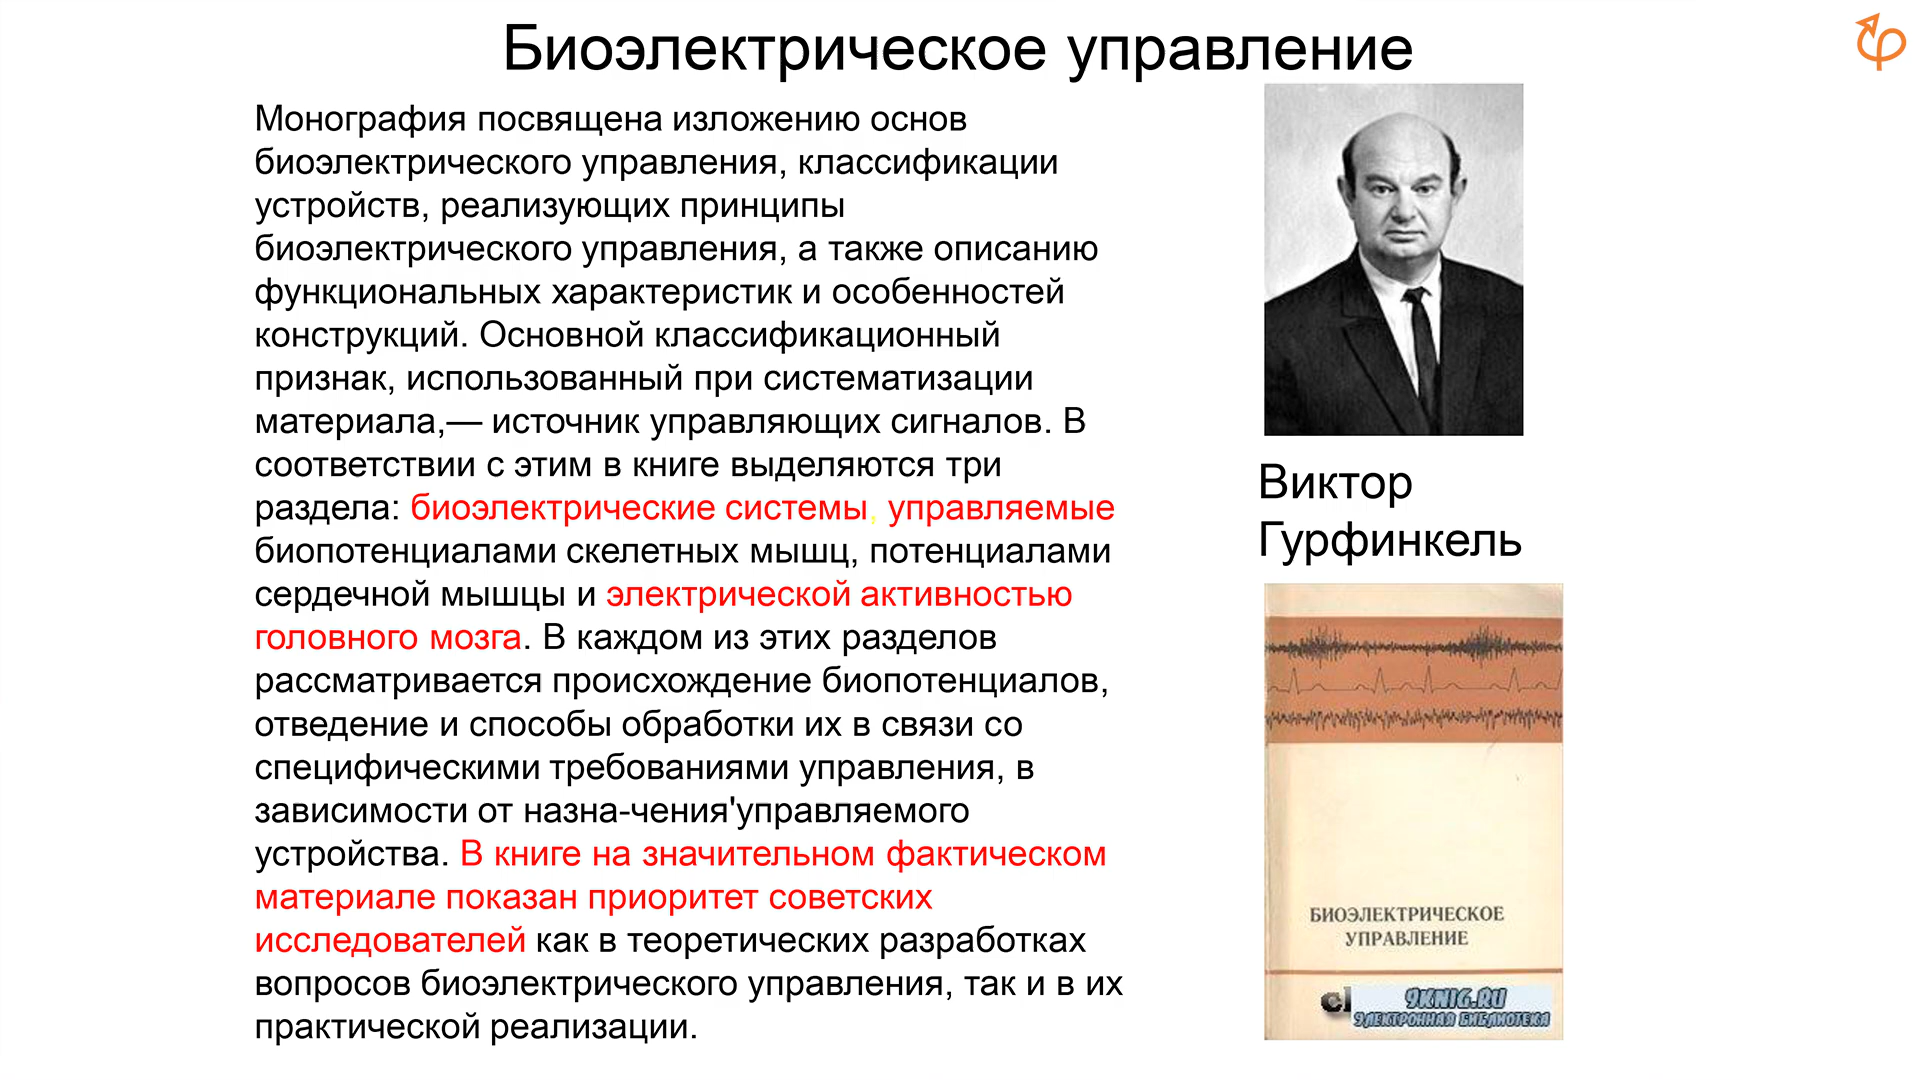 Биоэлектрическое управление
Монография посвящена изложению основ
биоэлектрического управления, классификации
устройств, реализующих принципы
биоэлектрического управления, а также описанию
функциональных характеристик и особенностей
конструкций. Основной классификационный
признак, использованный при систематизации
материала,— источник управляющих сигналов. В
соответствии с этим в книге выделяются три
раздела: биоэлектрические системы, управляемые
биопотенциалами скелетных мышц, потенциалами
сердечной мышцы и электрической активностью
головного мозга. В каждом из этих разделов
рассматривается происхождение биопотенциалов,
отведение и способы обработки их в связи со
специфическими требованиями управления, в
зависимости от назна-чения'управляемого
устройства. В книге на значительном фактическом
материале показан приоритет советских
исследователей как в теоретических разработках
вопросов биоэлектрического управления, так и в их
практической реализации.
Виктор
Гурфинкель
БИОЭЛЕКТРИЧЕСКОЕ
УПРАВЛЕНИЕ
9KNIG.RU
ЭЛЕКТРОННАЯ БИБЛИОТЕКА